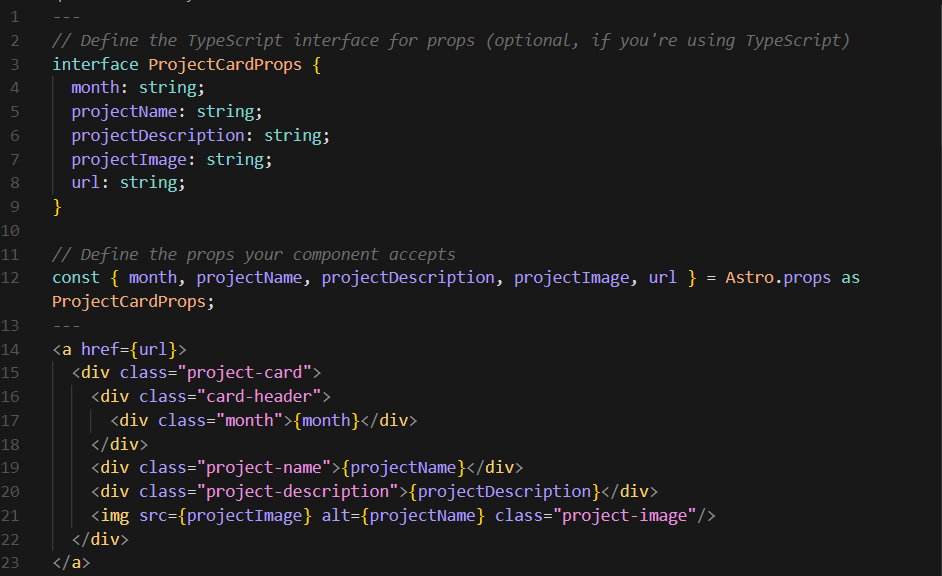 1 ---
2 // Define the TypeScript interface for props (optional, if you're using TypeScript)
3 interface ProjectCardProps {
4   month: string;
5   projectName: string;
6   projectDescription: string;
7   projectImage: string;
8   url: string;
9 }
10
11 // Define the props your component accepts
12 const { month, projectName, projectDescription, projectImage, url } = Astro.props as
ProjectCardProps;
13 ---
14 <a href={url}>
15   <div class="project-card">
16     <div class="card-header">
17       <div class="month">{month}</div>
18     </div>
19     <div class="project-name">{projectName}</div>
20     <div class="project-description">{projectDescription}</div>
21     <img src={projectImage} alt={projectName} class="project-image"/>
22   </div>
23 </a>